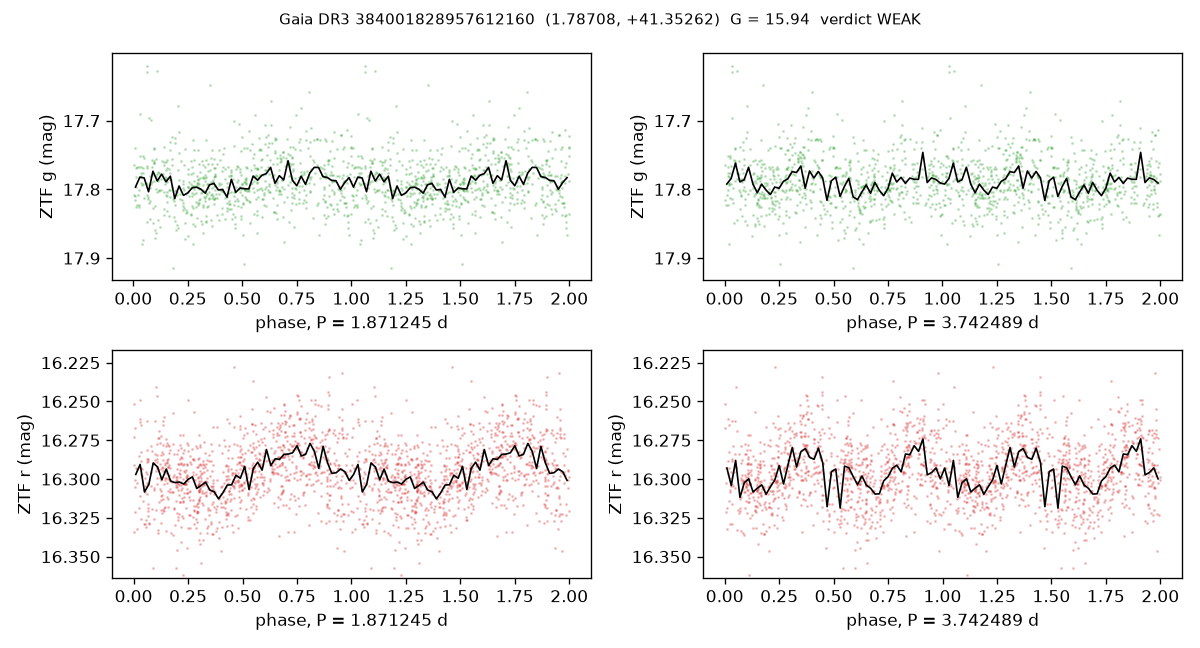 Gaia DR3 384001828957612160 (1.78708, +41.35262) G = 15.94 verdict WEAK
ZTF g (mag)
17.7
17.8
17.9
0.00 0.25 0.50 0.75 1.00 1.25 1.50 1.75 2.00
phase, P = 1.871245 d
ZTF g (mag)
17.7
17.8
17.9
0.00 0.25 0.50 0.75 1.00 1.25 1.50 1.75 2.00
phase, P = 3.742489 d
ZTF r (mag)
16.225
16.250
16.275
16.300
16.325
16.350
0.00 0.25 0.50 0.75 1.00 1.25 1.50 1.75 2.00
phase, P = 1.871245 d
ZTF r (mag)
16.225
16.250
16.275
16.300
16.325
16.350
0.00 0.25 0.50 0.75 1.00 1.25 1.50 1.75 2.00
phase, P = 3.742489 d